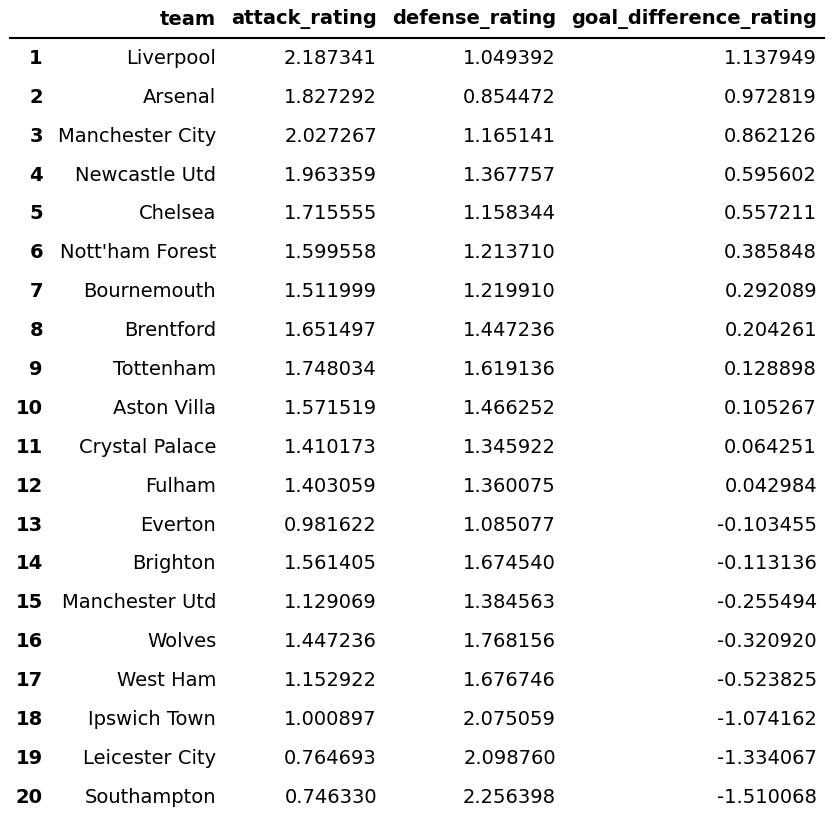 team attack_rating defense_rating goal_difference_rating
1 Liverpool 2.187341 1.049392 1.137949
2 Arsenal 1.827292 0.854472 0.972819
3 Manchester City 2.027267 1.165141 0.862126
4 Newcastle Utd 1.963359 1.367757 0.595602
5 Chelsea 1.715555 1.158344 0.557211
6 Nott'ham Forest 1.599558 1.213710 0.385848
7 Bournemouth 1.511999 1.219910 0.292089
8 Brentford 1.651497 1.447236 0.204261
9 Tottenham 1.748034 1.619136 0.128898
10 Aston Villa 1.571519 1.466252 0.105267
11 Crystal Palace 1.410173 1.345922 0.064251
12 Fulham 1.403059 1.360075 0.042984
13 Everton 0.981622 1.085077 -0.103455
14 Brighton 1.561405 1.674540 -0.113136
15 Manchester Utd 1.129069 1.384563 -0.255494
16 Wolves 1.447236 1.768156 -0.320920
17 West Ham 1.152922 1.676746 -0.523825
18 Ipswich Town 1.000897 2.075059 -1.074162
19 Leicester City 0.764693 2.098760 -1.334067
20 Southampton 0.746330 2.256398 -1.510068